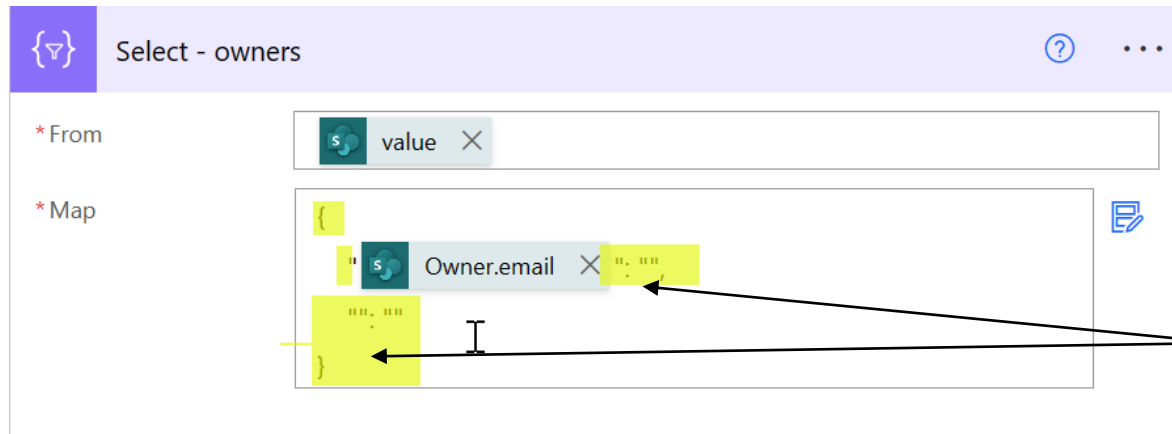 Select - owners
* From
value
* Map
{
" Owner.email ": "",
"": ""
}